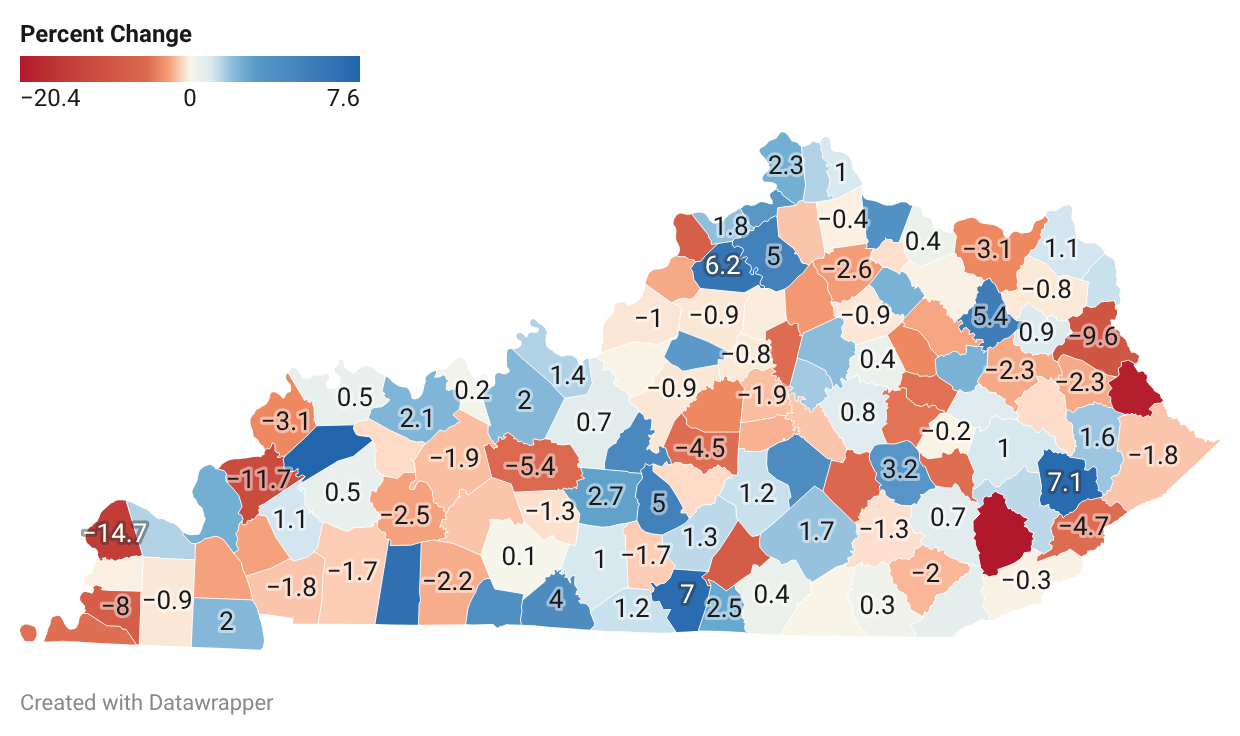 Percent Change
−20.4 0 7.6
2.3 1
1.8 −0.4
0.4 −3.1 1.1
6.2 5 −2.6
−0.8
−1 −0.9 −0.9 5.4 0.9 −9.6
−0.8 0.4
−0.9 1.4 −2.3 −2.3
0.5 0.2 2 −1.9
−3.1 2.1 0.7 0.8 −0.2 1.6
−1.9 −4.5 1 −1.8
−11.7 −5.4 3.2 7.1
0.5 2.7 5 1.2
1.1 −2.5 −1.3 0.7 −4.7
−14.7 1.3 1.7 −1.3
0.1 1 −1.7
−1.8 −1.7 −2.2 −2 −0.3
−8 −0.9 4 1.2 7 2.5 0.4 0.3
2
Created with Datawrapper